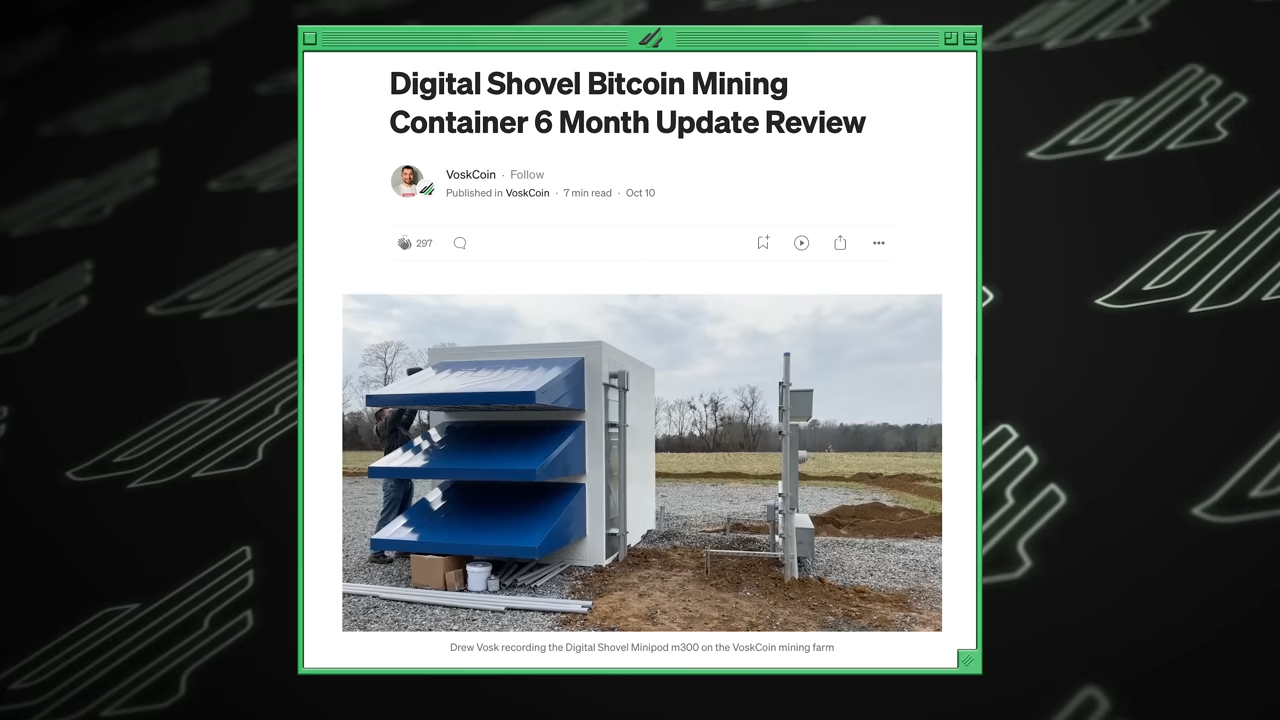 Digital Shovel Bitcoin Mining
Container 6 Month Update Review
VoskCoin · Follow
Published in VoskCoin · 7 min read · Oct 10
297
Drew Vosk recording the Digital Shovel Minipod m300 on the VoskCoin mining farm